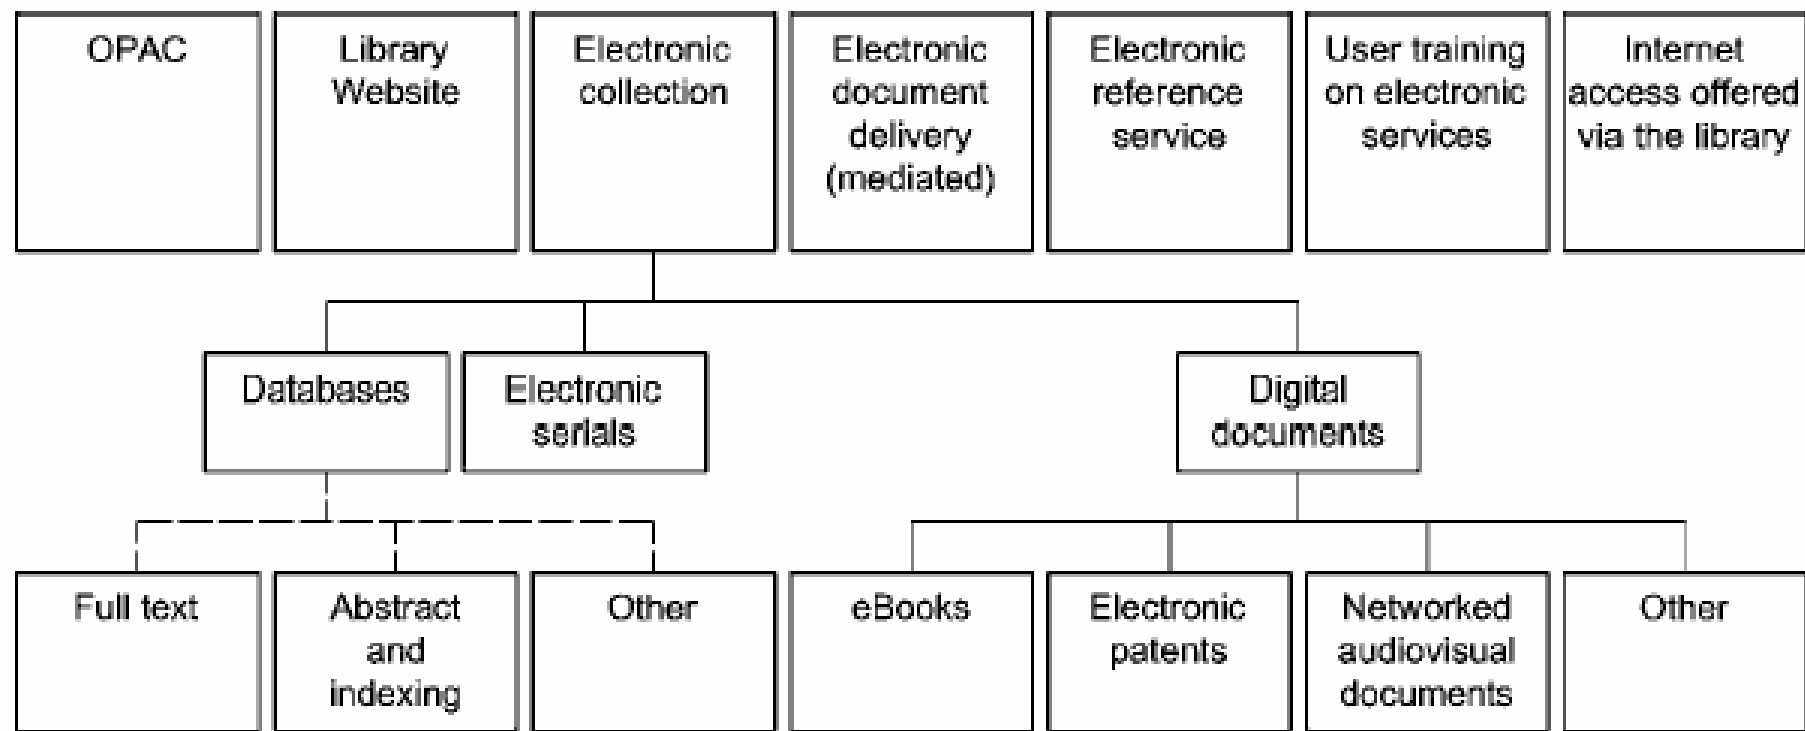 OPAC
Library
Website
Electronic
collection
Electronic
document
delivery
(mediated)
Electronic
reference
service
User training
on electronic
services
Internet
access offered
via the library
Databases
Electronic
serials
Digital
documents
Full text
Abstract
and
indexing
Other
eBooks
Electronic
patents
Networked
audiovisual
documents
Other